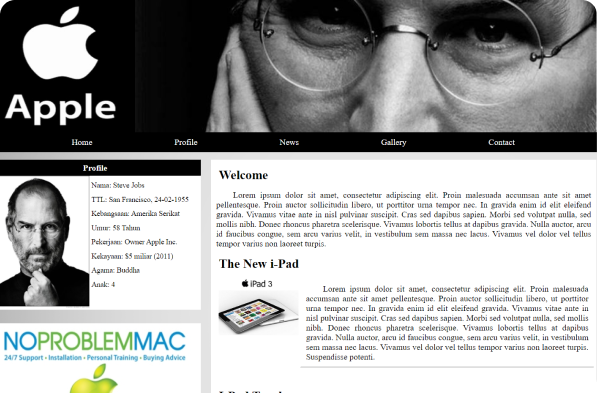 Apple
Home Profile News Gallery Contact
Profile
Nama: Steve Jobs
TTL: San Francisco, 24-02-1955
Kebangsaan: Amerika Serikat
Umur: 58 Tahun
Pekerjaan: Owner Apple Inc.
Kekayaan: $5 miliar (2011)
Agama: Buddha
Anak: 4
NOPROBLEMMAC
24/7 Support • Installation • Personal Training • Buying Advice
Welcome
Lorem ipsum dolor sit amet, consectetur adipiscing elit. Proin malesuada accumsan ante sit amet
pellentesque. Proin auctor sollicitudin libero, ut porttitor urna tempor nec. In gravida enim id elit eleifend
gravida. Vivamus vitae ante in nisl pulvinar suscipit. Cras sed dapibus sapien. Morbi sed volutpat nulla, sed
mollis nibh. Donec rhoncus pharetra scelerisque. Vivamus lobortis tellus at dapibus gravida. Nulla auctor, arcu
id faucibus congue, sem arcu varius velit, in vestibulum sem massa nec lacus. Vivamus vel dolor vel tellus
tempor varius non laoreet turpis.
The New i-Pad
iPad 3
Lorem ipsum dolor sit amet, consectetur adipiscing elit. Proin malesuada accumsan
ante sit amet pellentesque. Proin auctor sollicitudin libero, ut porttitor urna tempor
nec. In gravida enim id elit eleifend gravida. Vivamus vitae ante in nisl pulvinar
suscipit. Cras sed dapibus sapien. Morbi sed volutpat nulla, sed mollis
nibh. Donec rhoncus pharetra scelerisque. Vivamus lobortis tellus at dapibus
gravida. Nulla auctor, arcu id faucibus congue, sem arcu varius velit, in vestibulum
sem massa nec lacus. Vivamus vel dolor vel tellus tempor varius non laoreet turpis.
Suspendisse potenti.